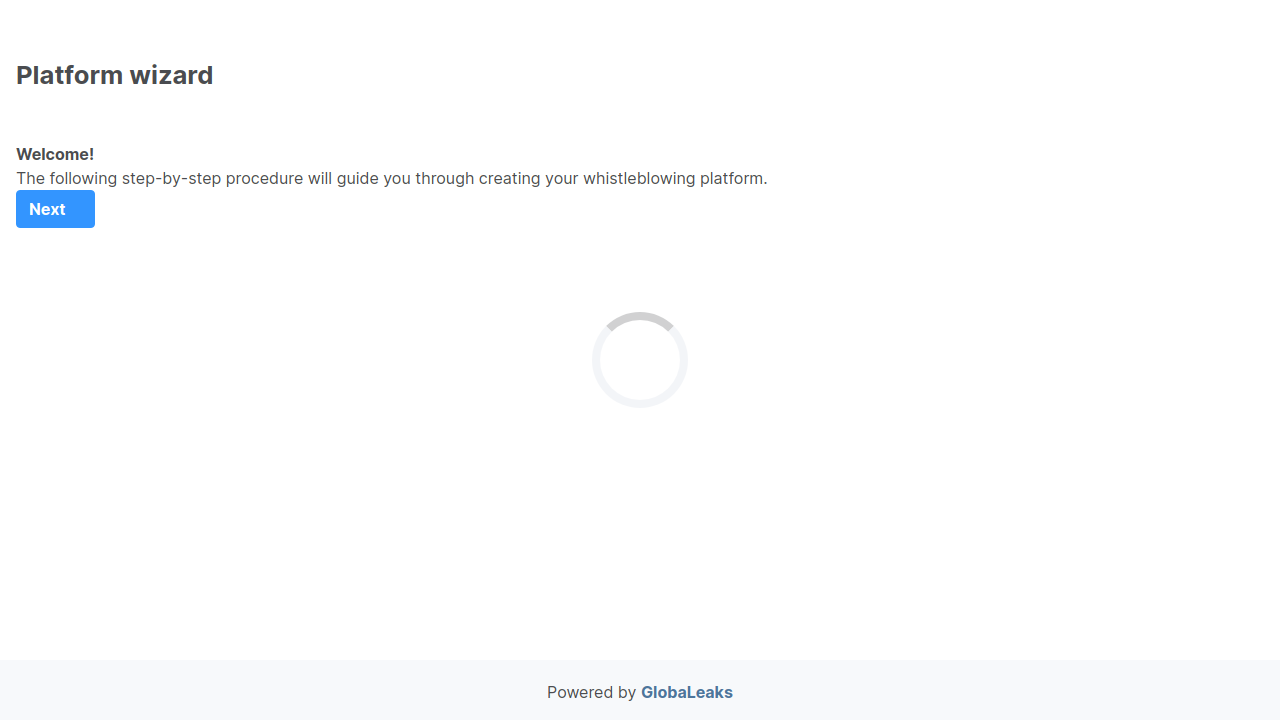 Platform wizard
Welcome!
The following step-by-step procedure will guide you through creating your whistleblowing platform.
Next
Powered by GlobaLeaks